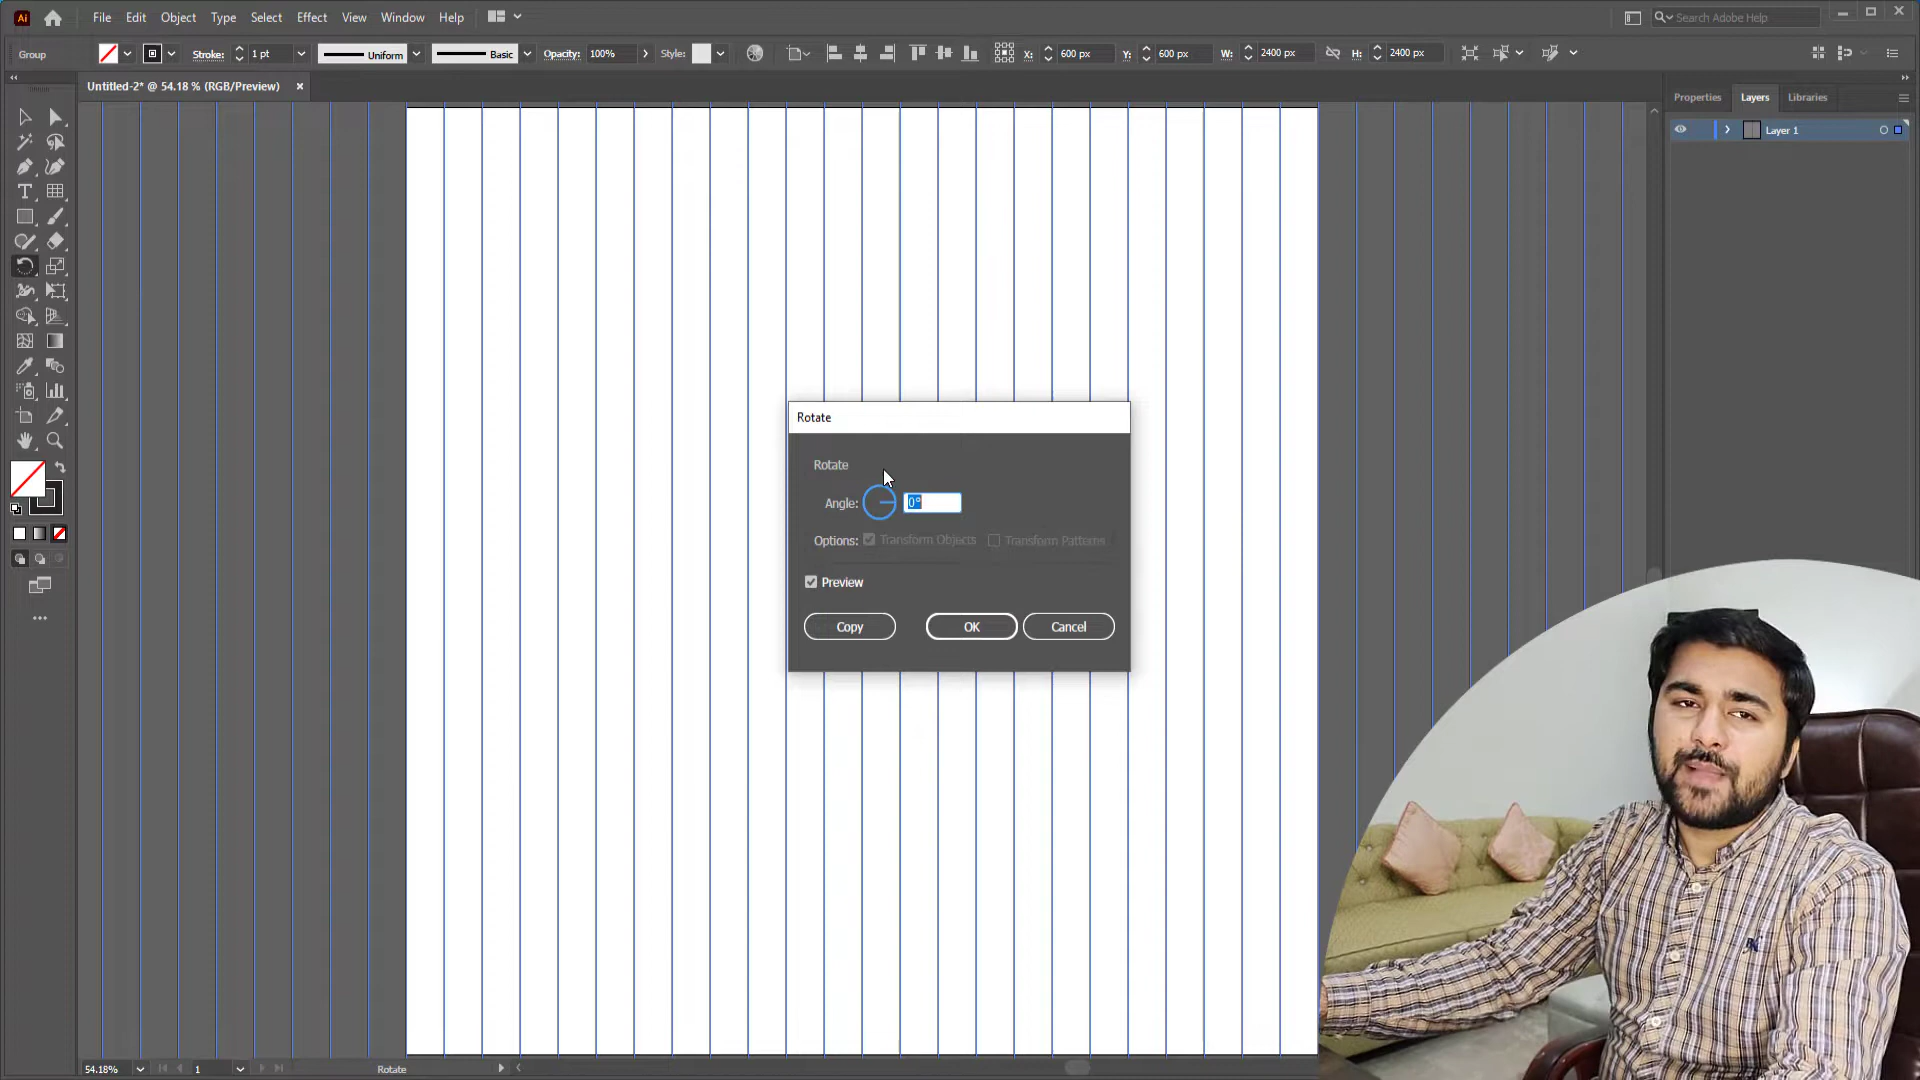 Ai File Edit Object Type Select Effect View Window Help Search Adobe Help
Group Stroke: 1 pt Uniform Basic Opacity: 100% Style: X: 600 px Y: 600 px W: 2400 px H: 2400 px
Untitled-2* @ 54.18 % (RGB/Preview) ×
Properties Layers Libraries
Layer 1
Rotate
Rotate
Angle: 0°
Options: Transform Objects Transform Patterns
Preview
Copy OK Cancel
54.18% 1 Rotate